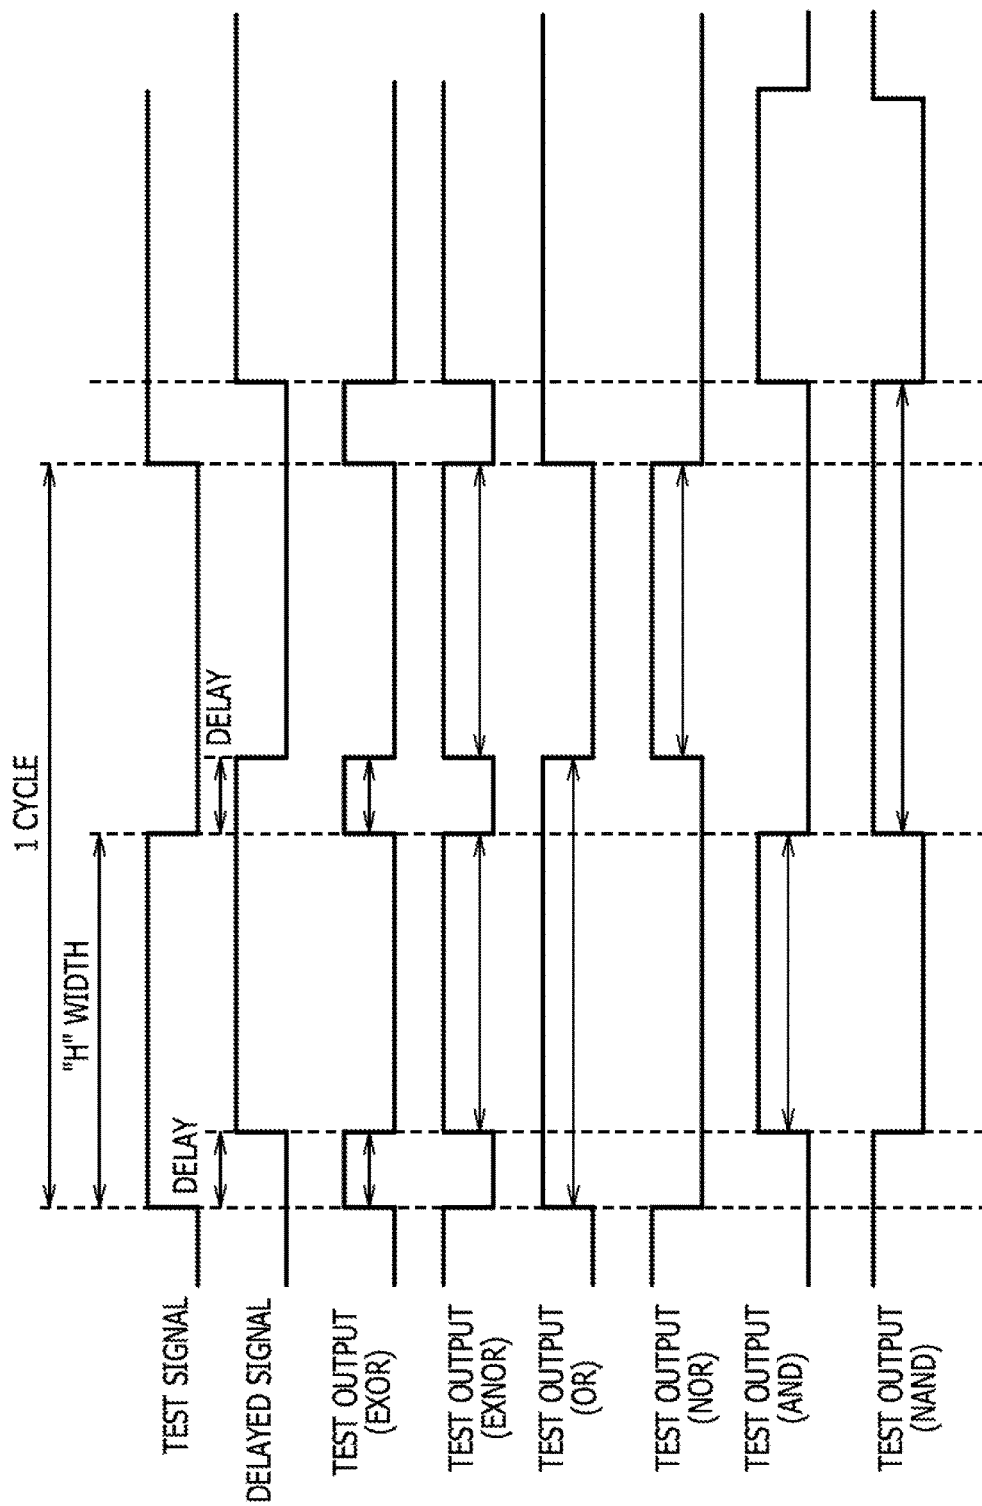 1 CYCLE
"H" WIDTH
DELAY
DELAY
TEST SIGNAL
DELAYED SIGNAL
TEST OUTPUT
(EXOR)
TEST OUTPUT
(EXNOR)
TEST OUTPUT
(OR)
TEST OUTPUT
(NOR)
TEST OUTPUT
(AND)
TEST OUTPUT
(NAND)